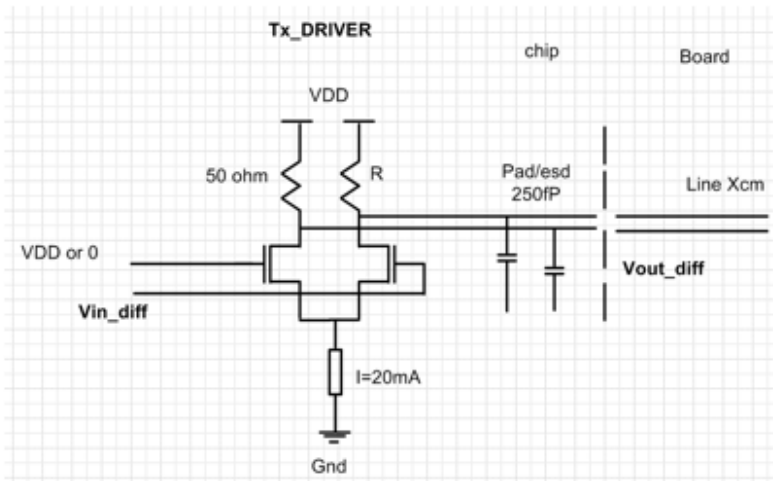 Tx_DRIVER
chip
Board
VDD
50 ohm
R
Pad/esd
250fP
Line Xcm
VDD or 0
Vout_diff
Vin_diff
I=20mA
Gnd